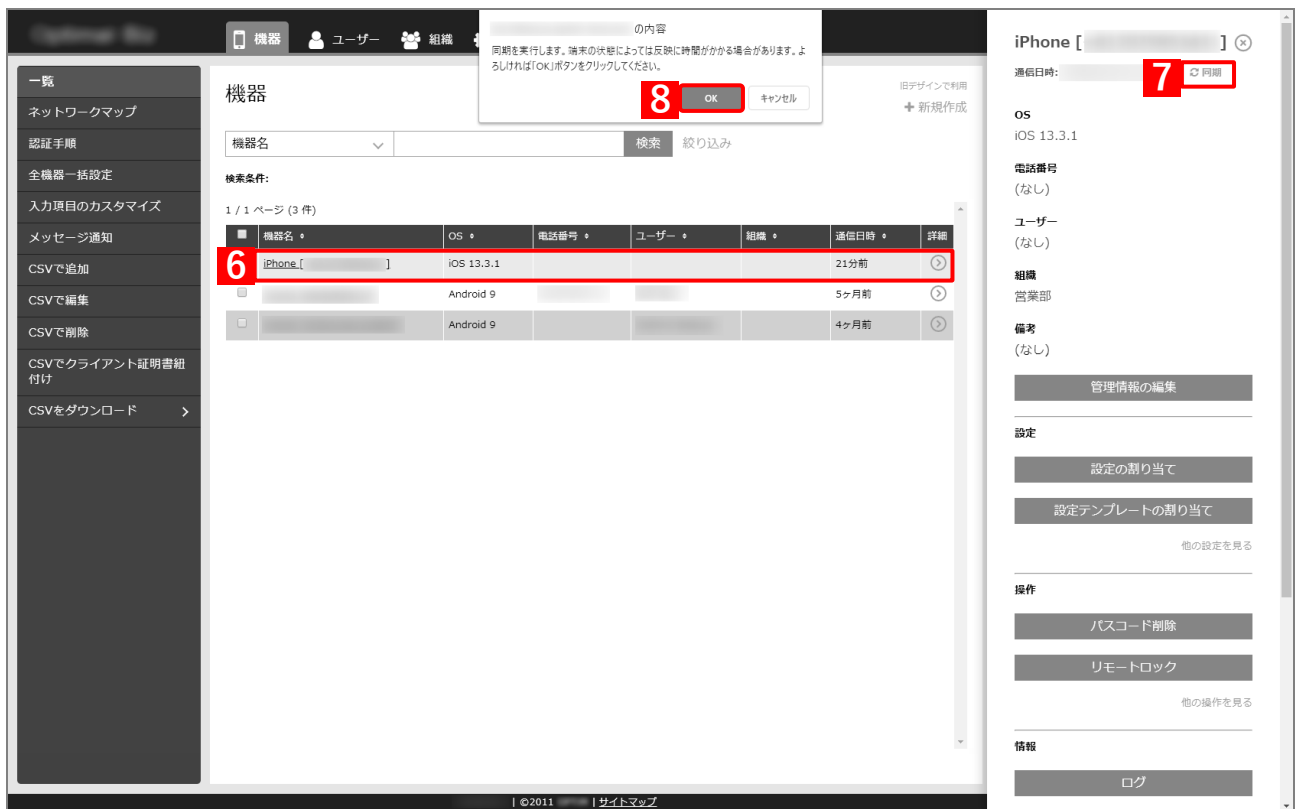 機器
ユーザー
組織
の内容
同期を実行します。端末の状態によっては反映に時間がかかる場合があります。よ
ろしければ「OK」ボタンをクリックしてください。
8
OK
キャンセル
一覧
ネットワークマップ
認証手順
全機器一括設定
入力項目のカスタマイズ
メッセージ通知
CSVで追加
CSVで編集
CSVで削除
CSVでクライアント証明書紐
付け
CSVをダウンロード
機器
旧デザインで利用
新規作成
機器名 検索 絞り込み
検索条件:
1 / 1 ページ (3 件)
機器名 OS 電話番号 ユーザー 組織 通信日時 詳細
6 iPhone [ ] iOS 13.3.1 21分前
Android 9 5ヶ月前
Android 9 4ヶ月前
iPhone [ ]
通信日時: 7 同期
OS
iOS 13.3.1
電話番号
(なし)
ユーザー
(なし)
組織
営業部
備考
(なし)
管理情報の編集
設定
設定の割り当て
設定テンプレートの割り当て
他の設定を見る
操作
パスコード削除
リモートロック
他の操作を見る
情報
ログ
| ©2011 | サイトマップ